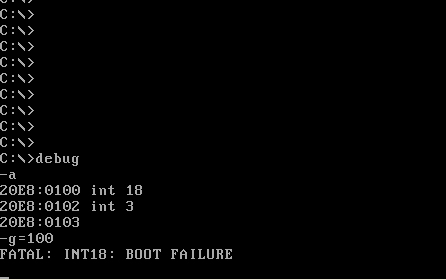 C:\>
C:\>
C:\>
C:\>
C:\>
C:\>
C:\>
C:\>
C:\>
C:\>debug
-a
20E8:0100 int 18
20E8:0102 int 3
20E8:0103
-g=100
FATAL: INT18: BOOT FAILURE